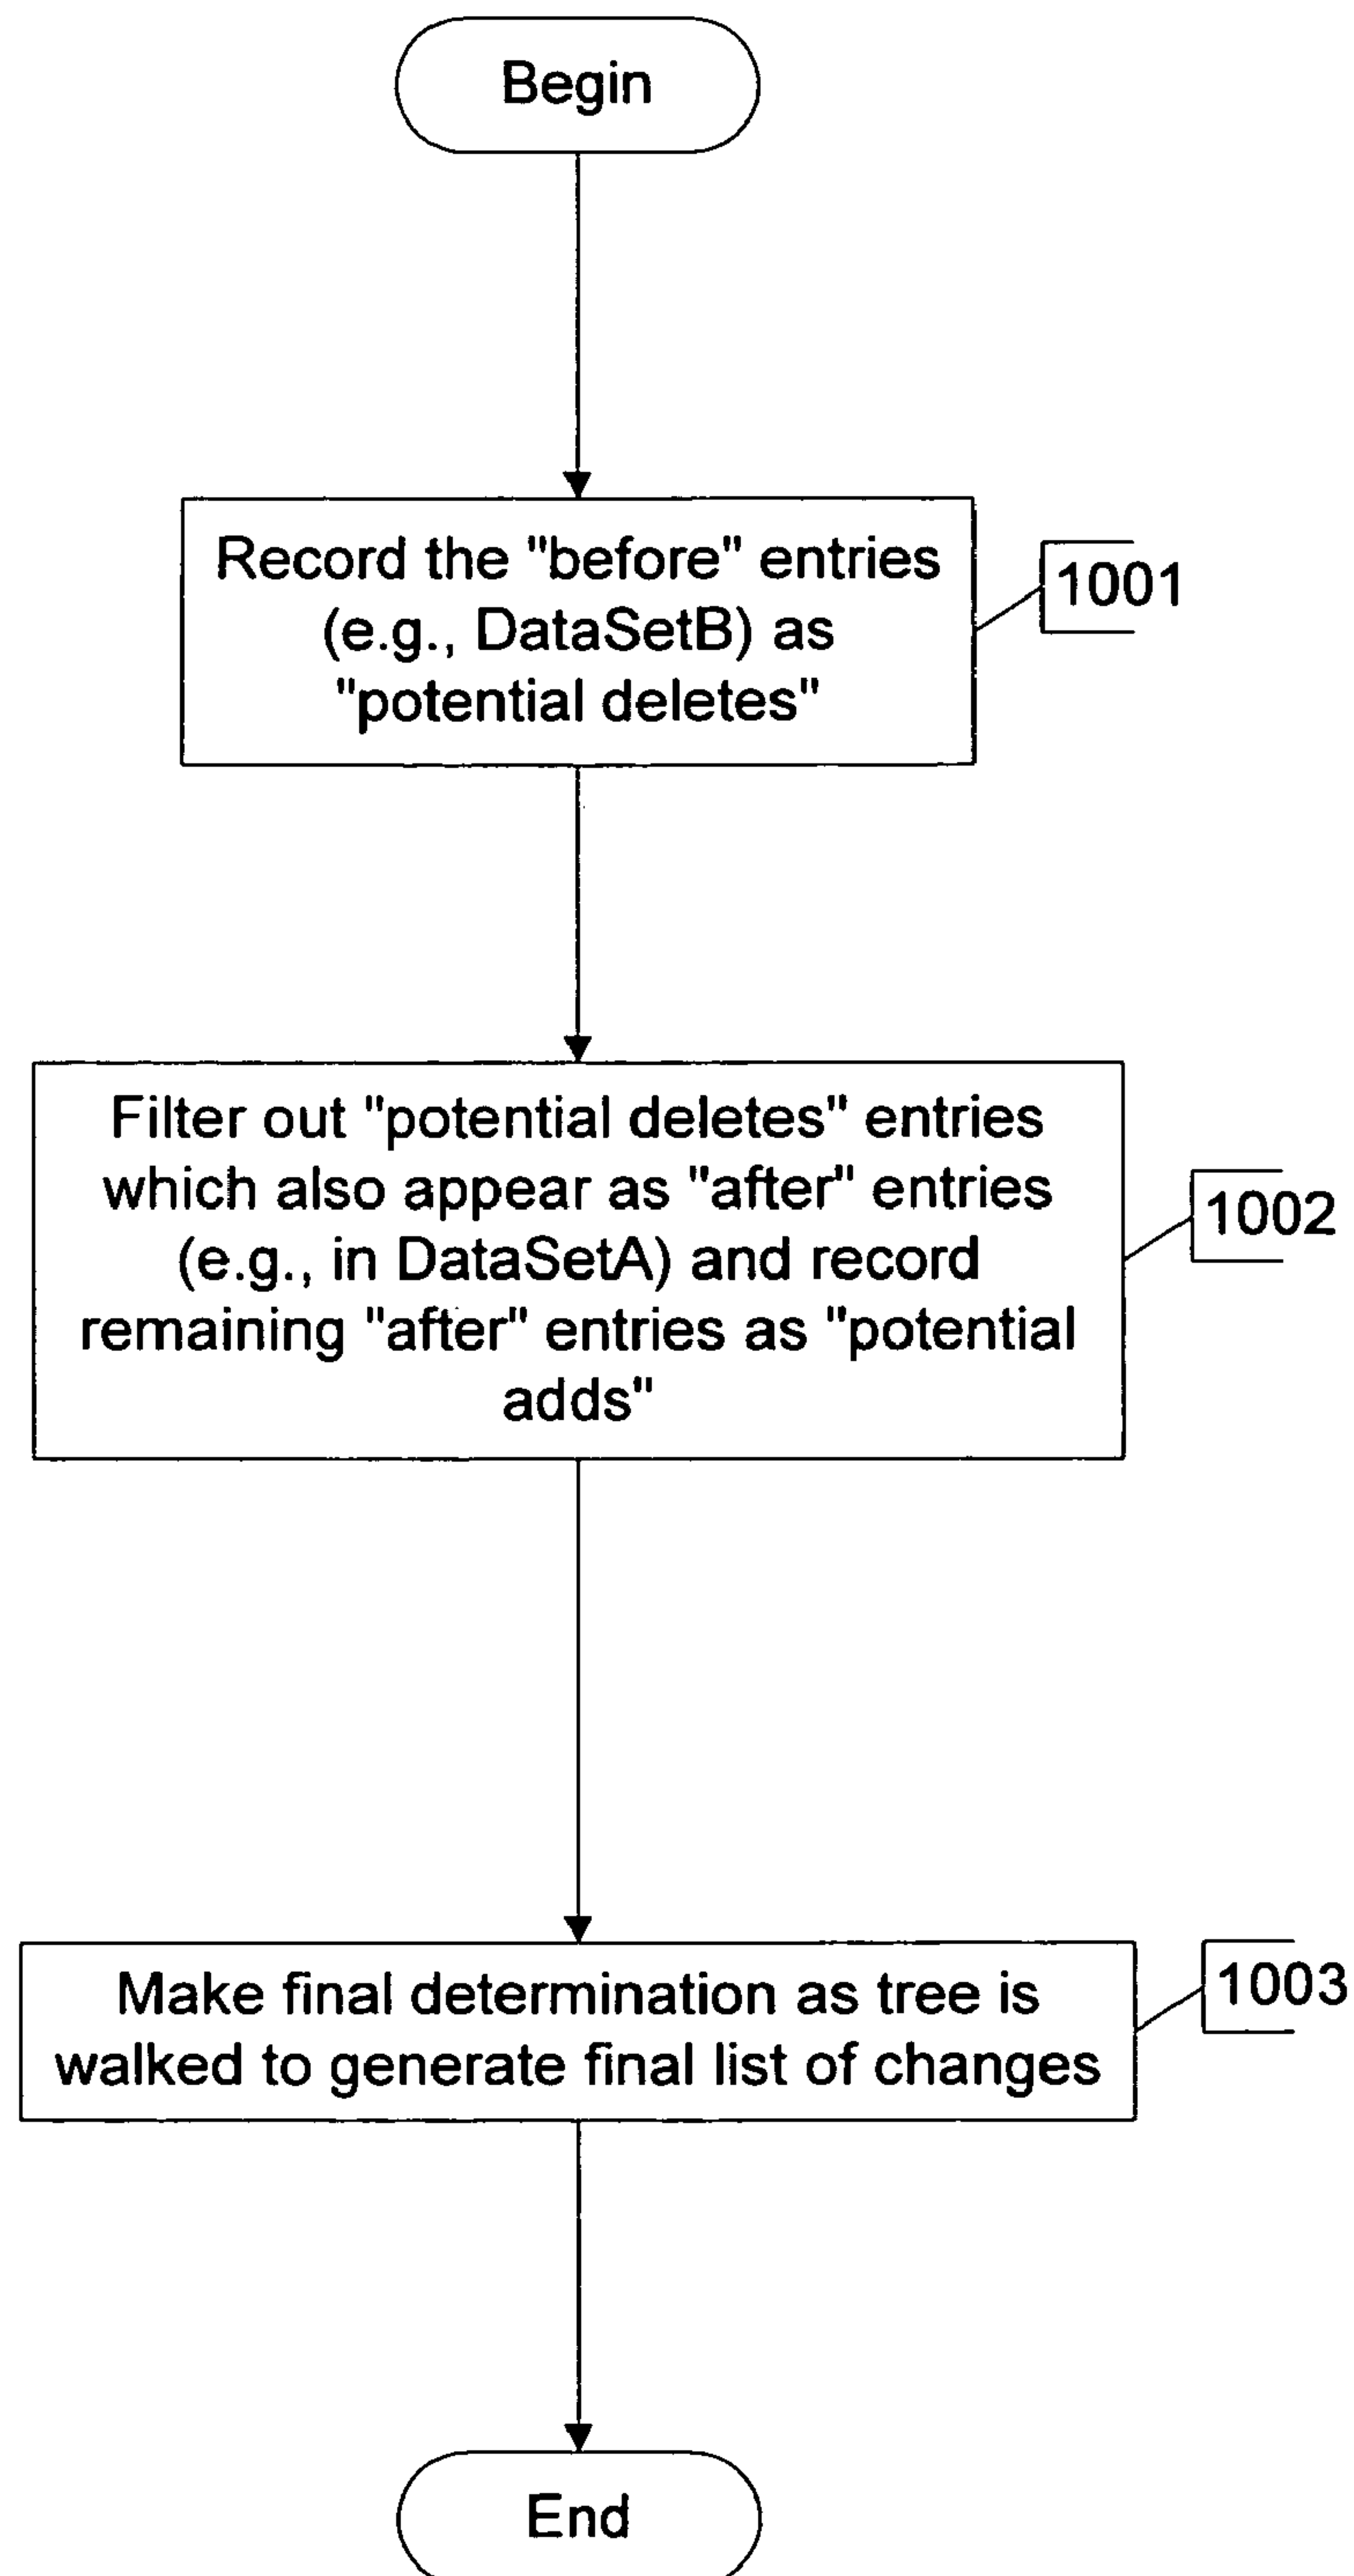 Begin
Record the "before" entries
(e.g., DataSetB) as
"potential deletes"
1001
Filter out "potential deletes" entries
which also appear as "after" entries
(e.g., in DataSetA) and record
remaining "after" entries as "potential
adds"
1002
Make final determination as tree is
walked to generate final list of changes
1003
End